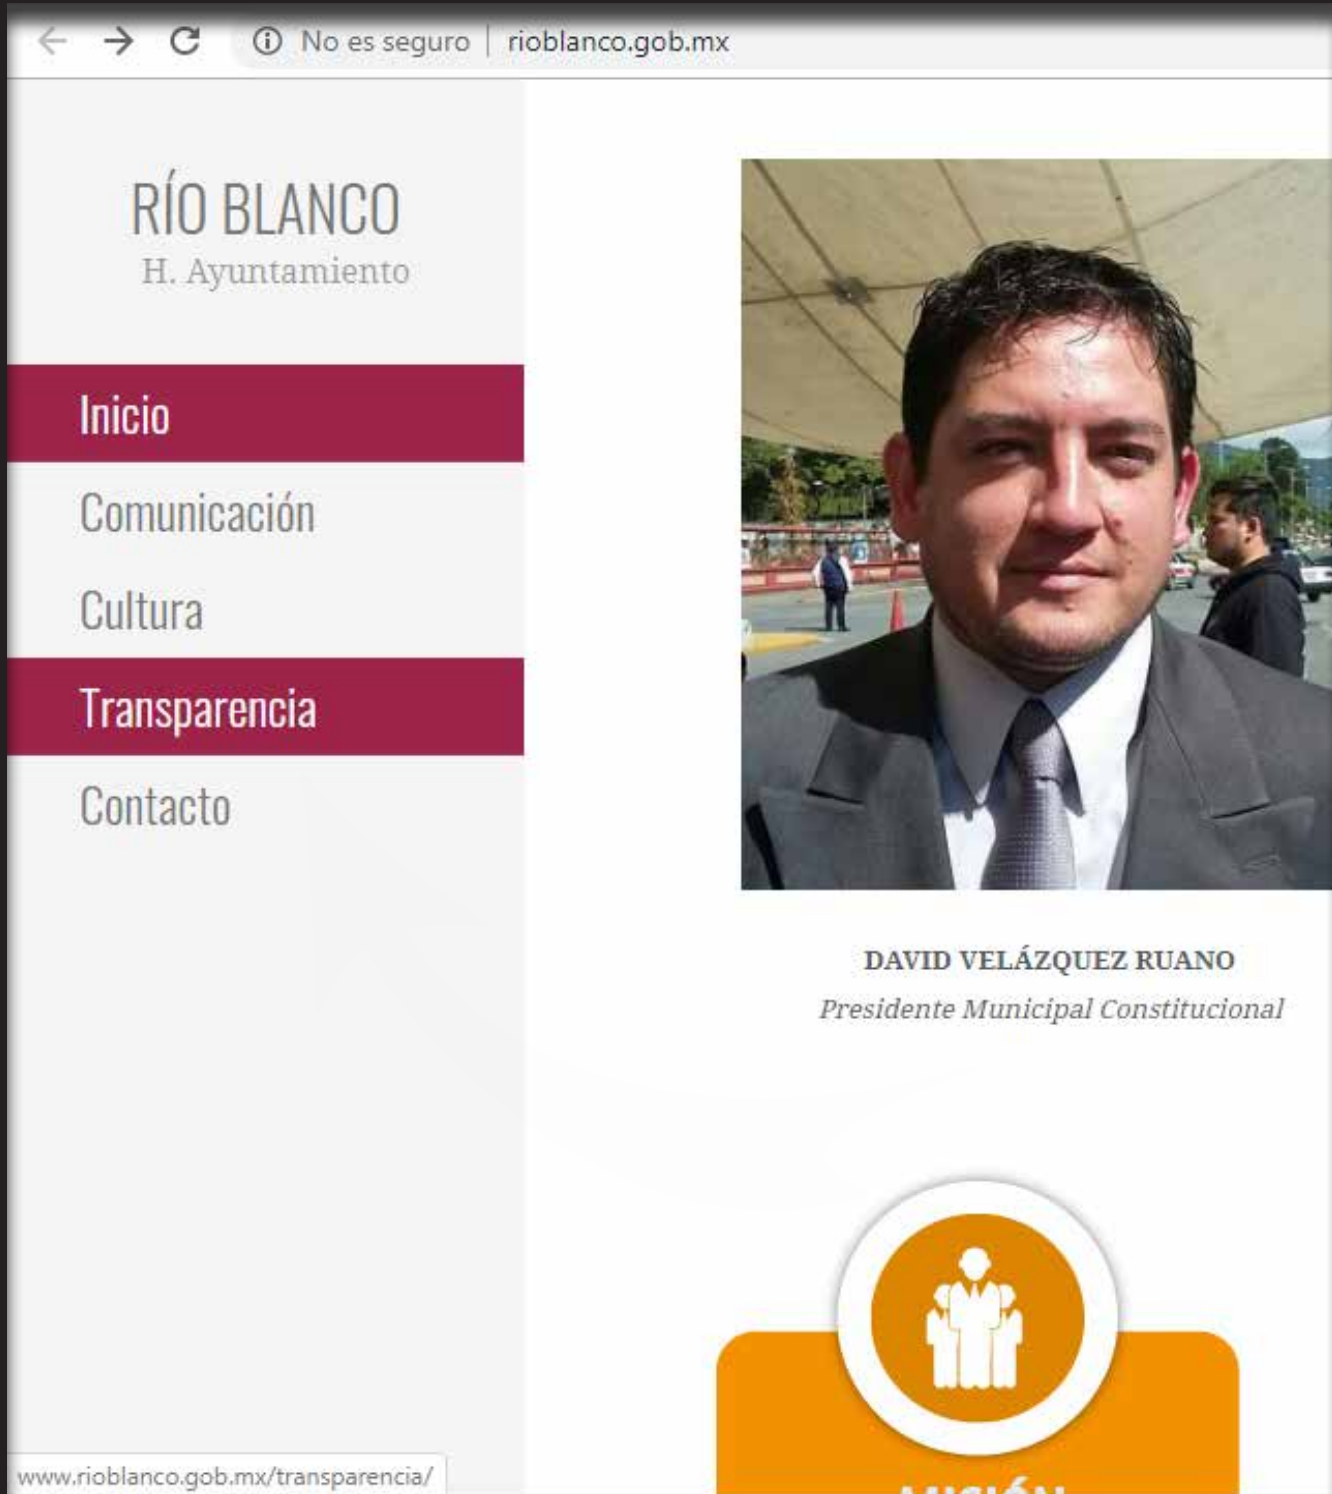 No es seguro | rioblanco.gob.mx
RÍO BLANCO
H. Ayuntamiento
Inicio
Comunicación
Cultura
Transparencia
Contacto
DAVID VELÁZQUEZ RUANO
Presidente Municipal Constitucional
MISIÓN
www.rioblanco.gob.mx/transparencia/